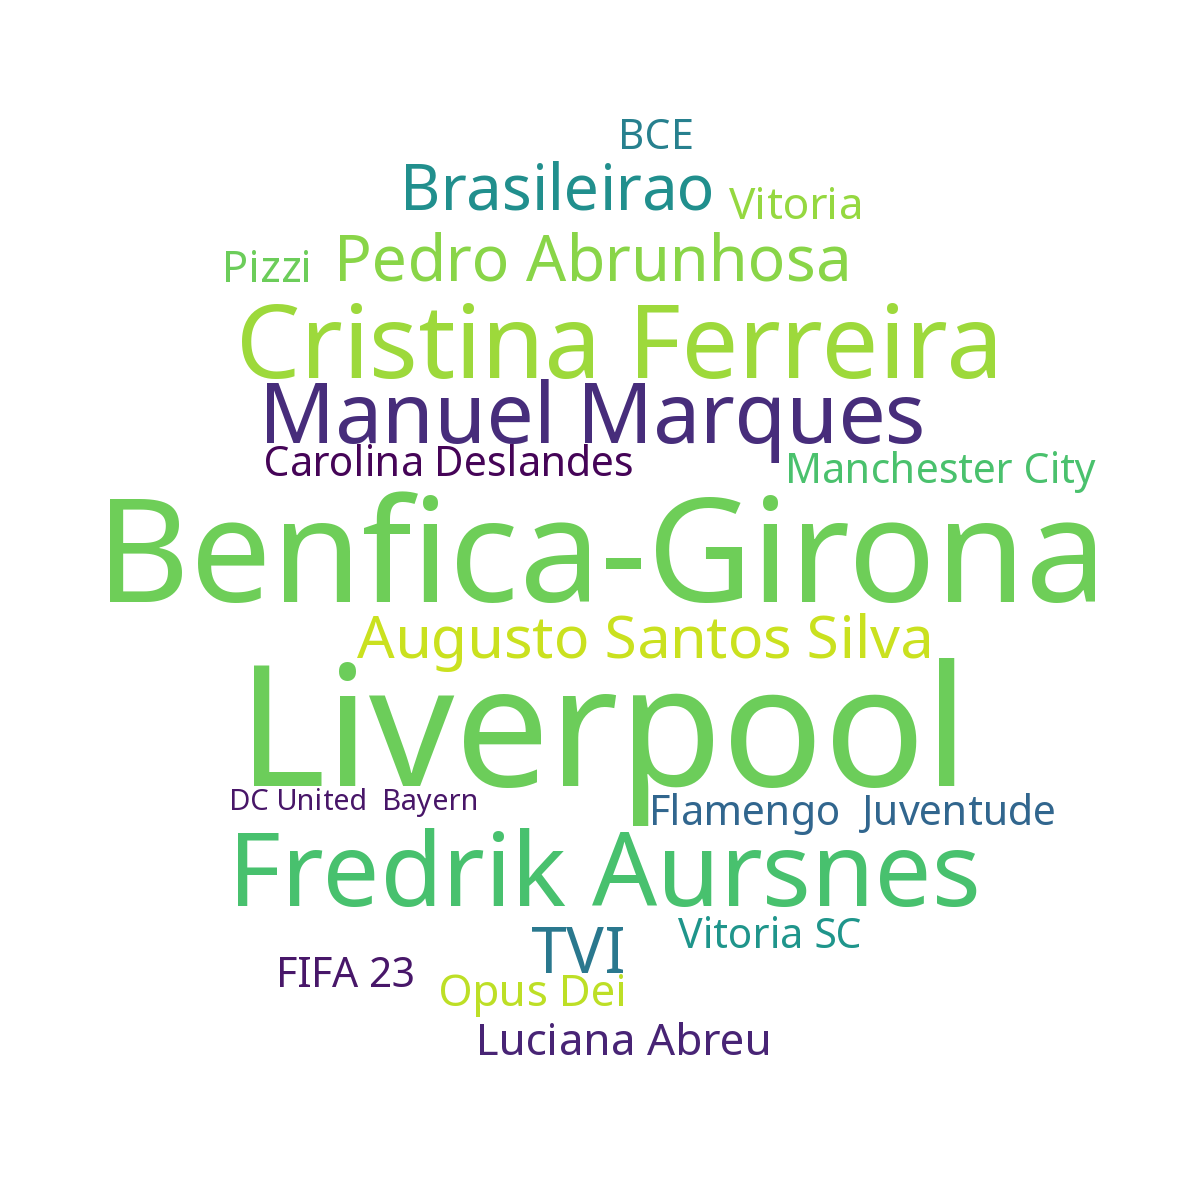 BCE
Brasileirao
Vitoria
Pizzi
Pedro Abrunhosa
Cristina Ferreira
Manuel Marques
Carolina Deslandes
Manchester City
Benfica-Girona
Augusto Santos Silva
Liverpool
DC United
Bayern
Flamengo
Juventude
Fredrik Aursnes
TVI
Vitoria SC
FIFA 23
Opus Dei
Luciana Abreu